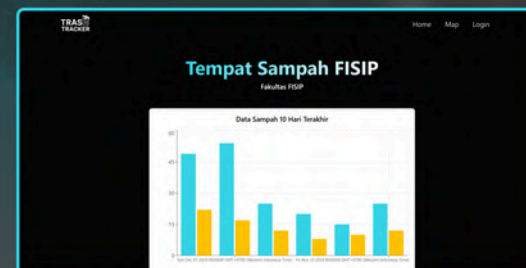 TRASH
TRACKER
Home Map Login
Tempat Sampah FISIP
Fakultas FISIP
Data Sampah 10 Hari Terakhir
60
45
30
15
0